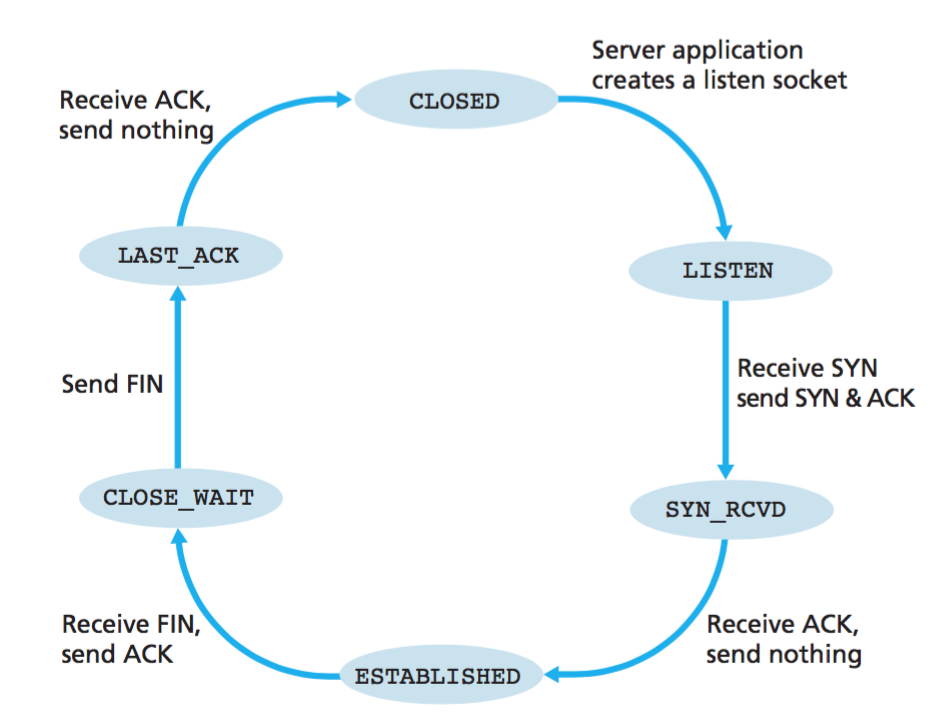 Server application
creates a listen socket
CLOSED
Receive ACK,
send nothing
LAST_ACK
LISTEN
Receive SYN
send SYN & ACK
Send FIN
CLOSE_WAIT
SYN_RCVD
Receive FIN,
send ACK
Receive ACK,
send nothing
ESTABLISHED